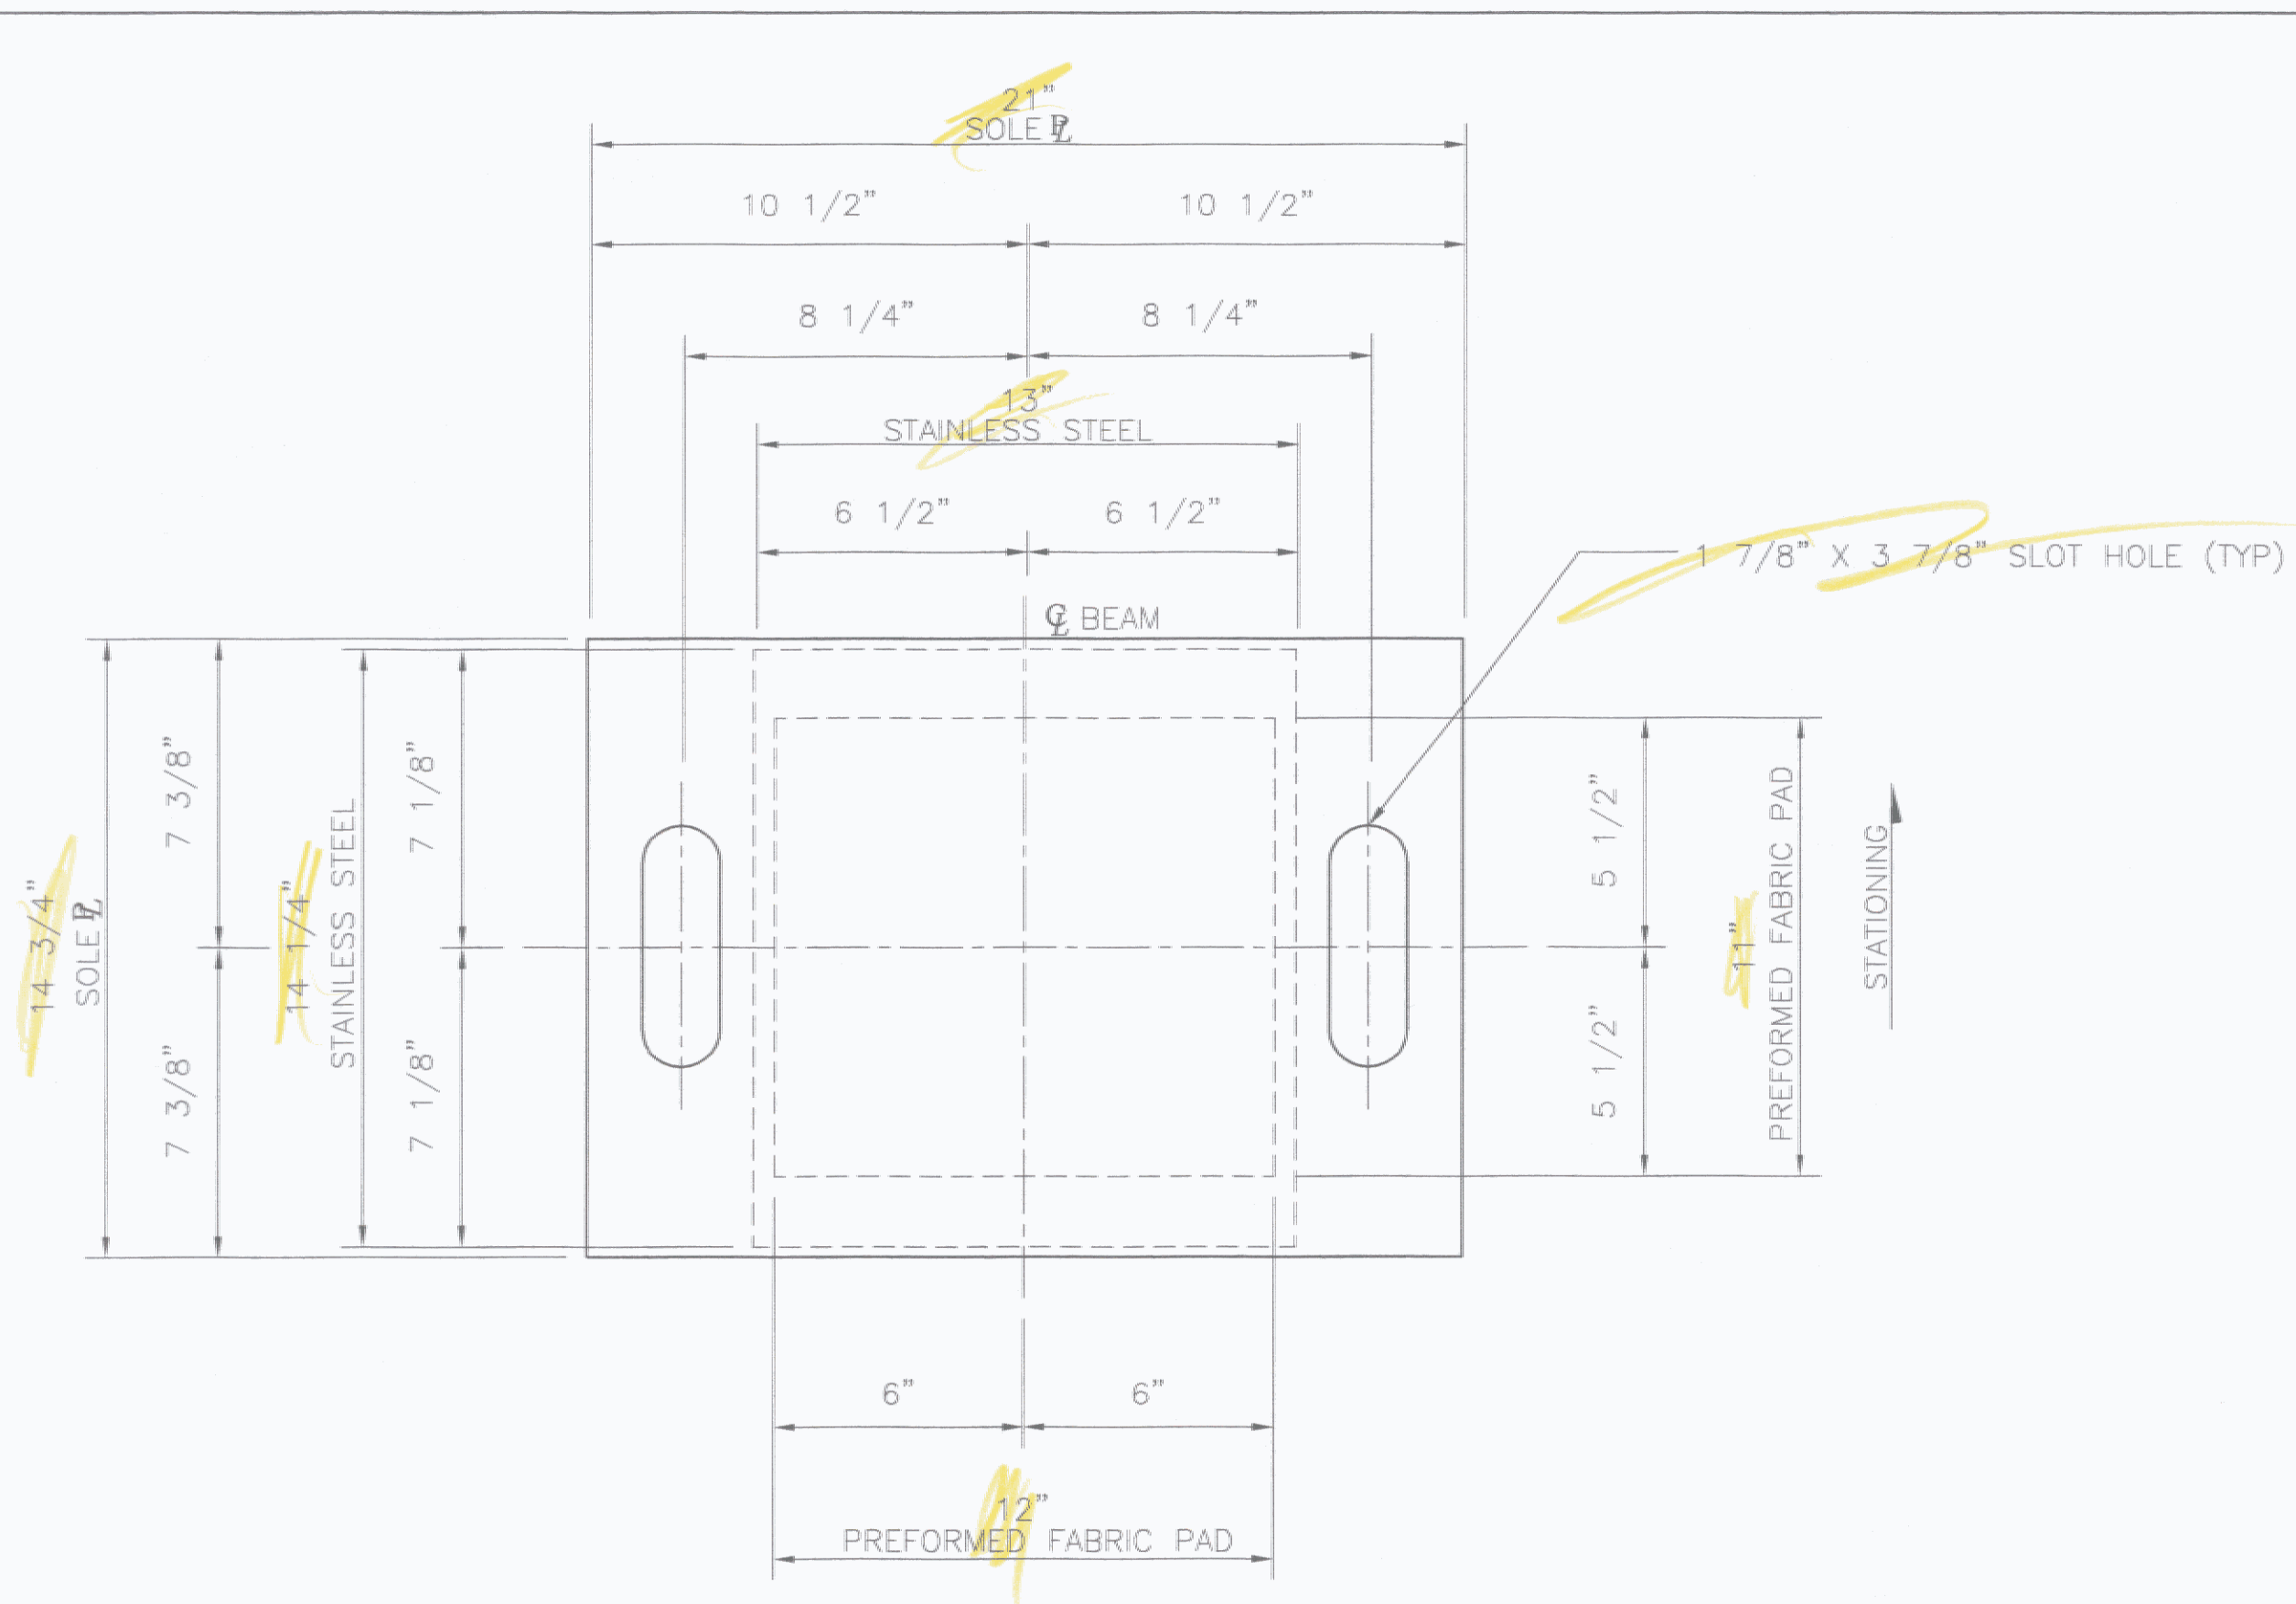 21"
SOLE ℄
10 1/2" 10 1/2"
8 1/4" 8 1/4"
13"
STAINLESS STEEL
6 1/2" 6 1/2"
1 7/8" X 3 7/8" SLOT HOLE (TYP)
℄ BEAM
14 3/4"
SOLE PL
7 3/8"
7 3/8"
14 1/4"
STAINLESS STEEL
7 1/8"
7 1/8"
5 1/2"
5 1/2"
11"
PREFORMED FABRIC PAD
STATIONING
6" 6"
12"
PREFORMED FABRIC PAD